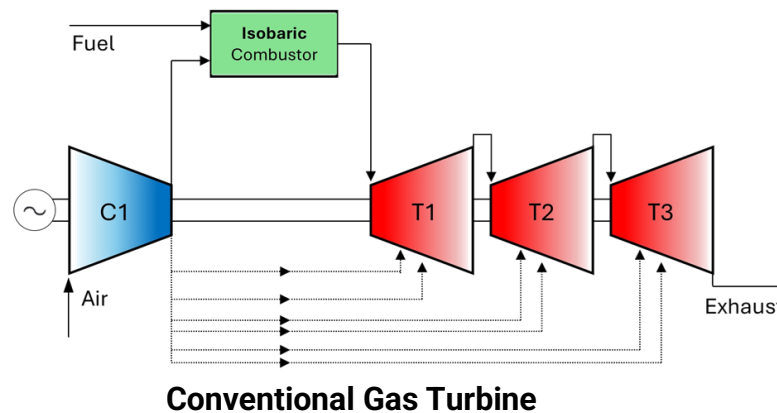 Fuel
Isobaric
Combustor
C1
T1
T2
T3
Air
Exhaust
Conventional Gas Turbine